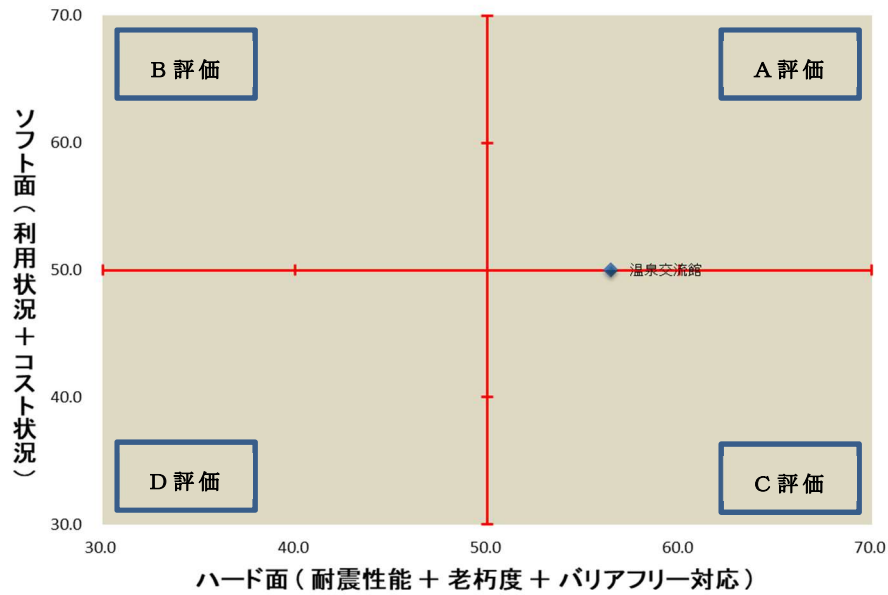 70.0
B評価
A評価
60.0
ソフト面（利用状況＋コスト状況）
50.0
温泉交流館
40.0
D評価
C評価
30.0
30.0 40.0 50.0 60.0 70.0
ハード面(耐震性能 + 老朽度 + バリアフリー対応)